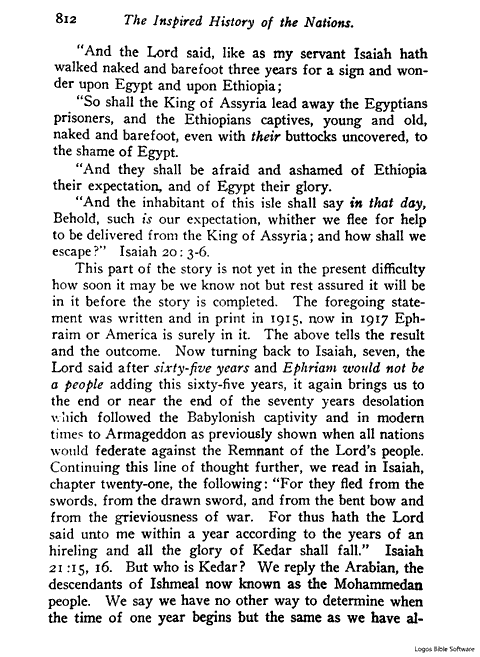 812 The Inspired History of the Nations.
"And the Lord said, like as my servant Isaiah hath
walked naked and barefoot three years for a sign and won-
der upon Egypt and upon Ethiopia;
"So shall the King of Assyria lead away the Egyptians
prisoners, and the Ethiopians captives, young and old,
naked and barefoot, even with their buttocks uncovered, to
the shame of Egypt.
"And they shall be afraid and ashamed of Ethiopia
their expectation, and of Egypt their glory.
"And the inhabitant of this isle shall say in that day,
Behold, such is our expectation, whither we flee for help
to be delivered from the King of Assyria; and how shall we
escape?" Isaiah 20: 3-6.
This part of the story is not yet in the present difficulty
how soon it may be we know not but rest assured it will be
in it before the story is completed. The foregoing state-
ment was written and in print in 1915, now in 1917 Eph-
raim or America is surely in it. The above tells the result
and the outcome. Now turning back to Isaiah, seven, the
Lord said after sixty-five years and Ephriam would not be
a people adding this sixty-five years, it again brings us to
the end or near the end of the seventy years desolation
which followed the Babylonish captivity and in modern
times to Armageddon as previously shown when all nations
would federate against the Remnant of the Lord's people.
Continuing this line of thought further, we read in Isaiah,
chapter twenty-one, the following: "For they fled from the
swords, from the drawn sword, and from the bent bow and
from the grieviousness of war. For thus hath the Lord
said unto me within a year according to the years of an
hireling and all the glory of Kedar shall fall." Isaiah
21:15, 16. But who is Kedar? We reply the Arabian, the
descendants of Ishmeal now known as the Mohammedan
people. We say we have no other way to determine when
the time of one year begins but the same as we have al-
Logos Bible Software